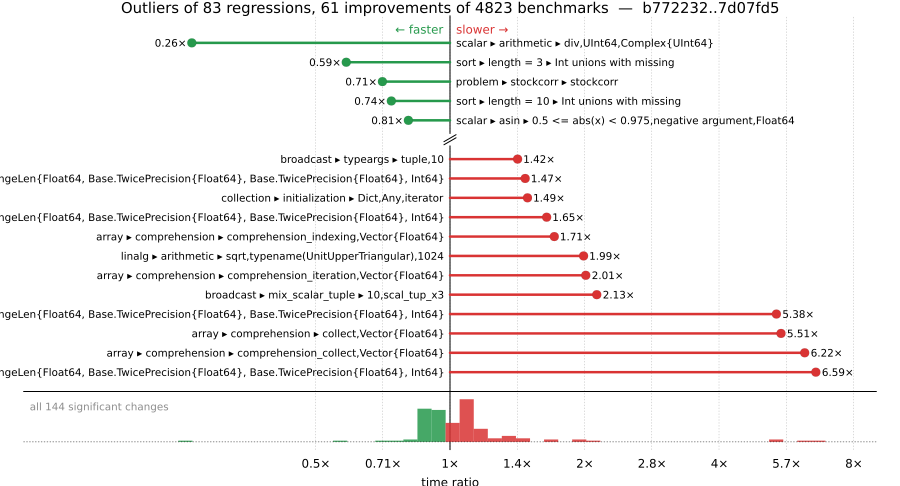 Outliers of 83 regressions, 61 improvements of 4823 benchmarks — b772232..7d07fd5
← faster slower →
0.26× scalar ▸ arithmetic ▸ div,UInt64,Complex{UInt64}
0.59× sort ▸ length = 3 ▸ Int unions with missing
0.71× problem ▸ stockcorr ▸ stockcorr
0.74× sort ▸ length = 10 ▸ Int unions with missing
0.81× scalar ▸ asin ▸ 0.5 <= abs(x) < 0.975,negative argument,Float64
broadcast ▸ typeargs ▸ tuple,10 1.42×
ngeLen{Float64, Base.TwicePrecision{Float64}, Base.TwicePrecision{Float64}, Int64} 1.47×
collection ▸ initialization ▸ Dict,Any,iterator 1.49×
ngeLen{Float64, Base.TwicePrecision{Float64}, Base.TwicePrecision{Float64}, Int64} 1.65×
array ▸ comprehension ▸ comprehension_indexing,Vector{Float64} 1.71×
linalg ▸ arithmetic ▸ sqrt,typename(UnitUpperTriangular),1024 1.99×
array ▸ comprehension ▸ comprehension_iteration,Vector{Float64} 2.01×
broadcast ▸ mix_scalar_tuple ▸ 10,scal_tup_x3 2.13×
ngeLen{Float64, Base.TwicePrecision{Float64}, Base.TwicePrecision{Float64}, Int64} 5.38×
array ▸ comprehension ▸ collect,Vector{Float64} 5.51×
array ▸ comprehension ▸ comprehension_collect,Vector{Float64} 6.22×
ngeLen{Float64, Base.TwicePrecision{Float64}, Base.TwicePrecision{Float64}, Int64} 6.59×
all 144 significant changes
0.5× 0.71× 1× 1.4× 2× 2.8× 4× 5.7× 8×
time ratio